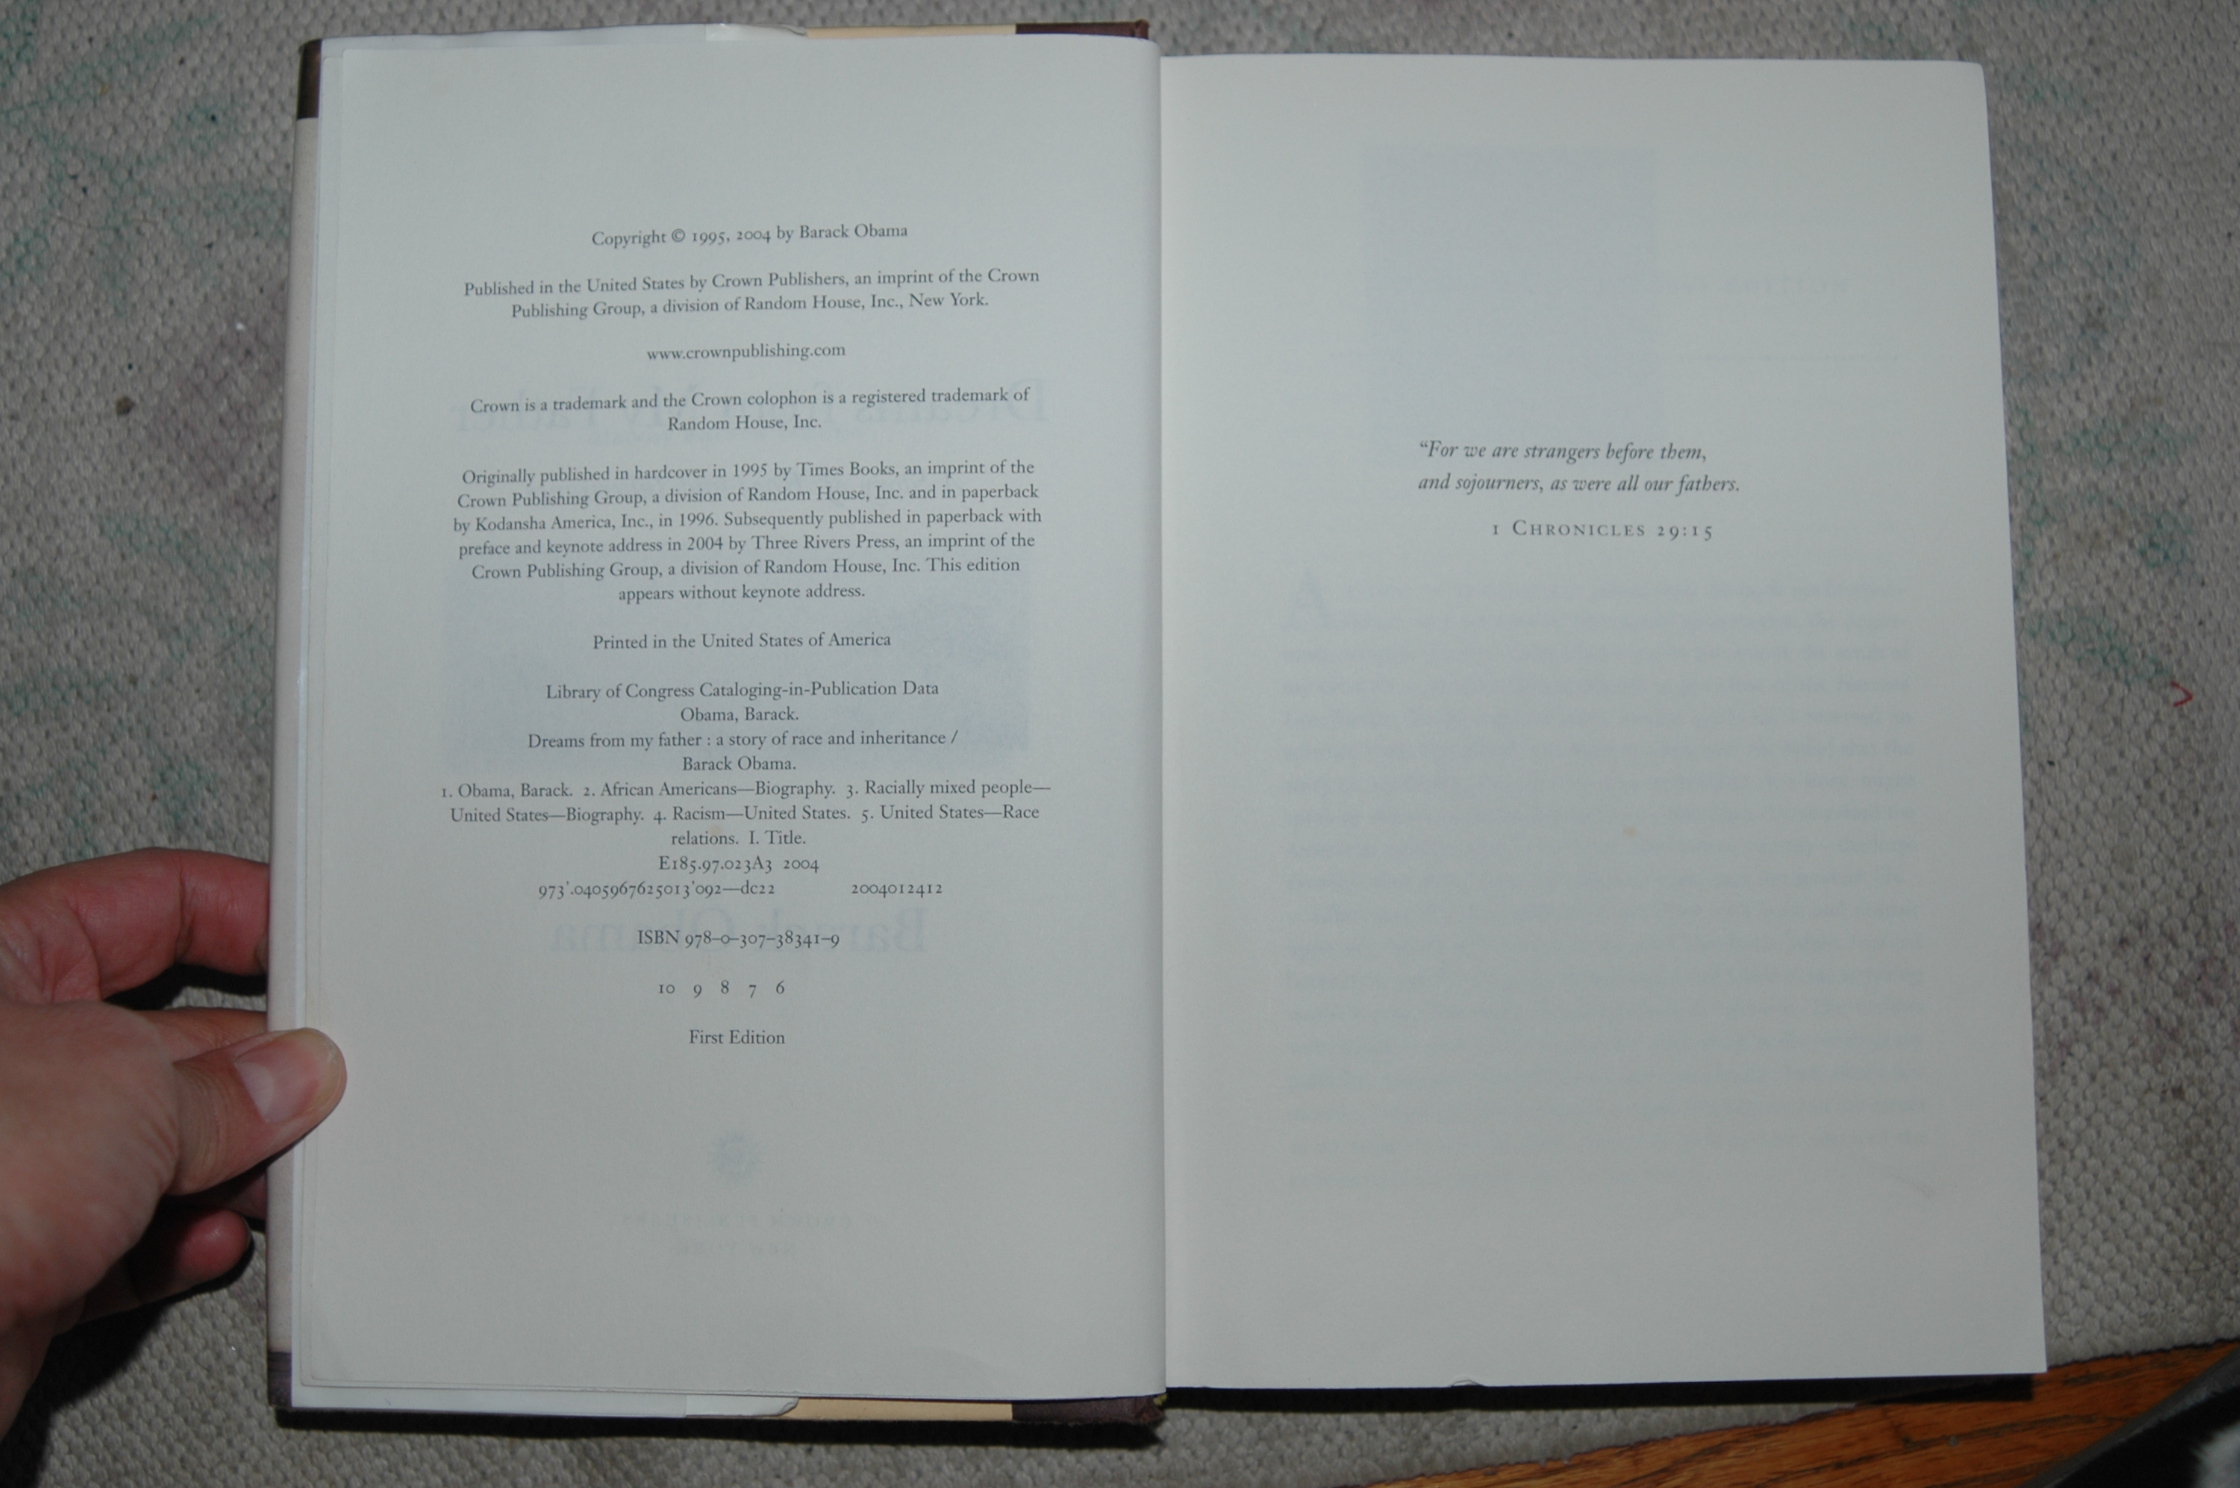 Copyright © 1995, 2004 by Barack Obama
Published in the United States by Crown Publishers, an imprint of the Crown
Publishing Group, a division of Random House, Inc., New York.
www.crownpublishing.com
Crown is a trademark and the Crown colophon is a registered trademark of
Random House, Inc.
Originally published in hardcover in 1995 by Times Books, an imprint of the
Crown Publishing Group, a division of Random House, Inc. and in paperback
by Kodansha America, Inc., in 1996. Subsequently published in paperback with
preface and keynote address in 2004 by Three Rivers Press, an imprint of the
Crown Publishing Group, a division of Random House, Inc. This edition
appears without keynote address.
Printed in the United States of America
Library of Congress Cataloging-in-Publication Data
Obama, Barack.
Dreams from my father : a story of race and inheritance /
Barack Obama.
1. Obama, Barack. 2. African Americans—Biography. 3. Racially mixed people—
United States—Biography. 4. Racism—United States. 5. United States—Race
relations. I. Title.
E185.97.023A3 2004
973'.0405967625013'092—dc22 2004012412
ISBN 978-0-307-38341-9
10 9 8 7 6
First Edition
“For we are strangers before them,
and sojourners, as were all our fathers.
1 CHRONICLES 29:15